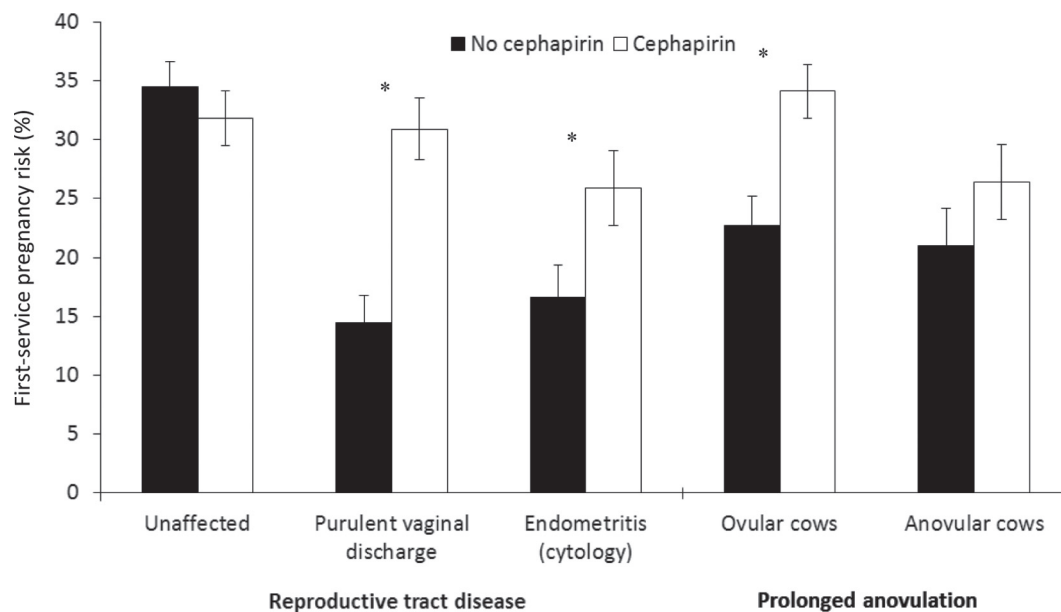 40
■ No cephapirin □ Cephapirin
35
*
*
*
30
25
20
15
10
5
0
First-service pregnancy risk (%)
Unaffected
Purulent vaginal
discharge
Endometritis
(cytology)
Ovular cows
Anovular cows
Reproductive tract disease
Prolonged anovulation